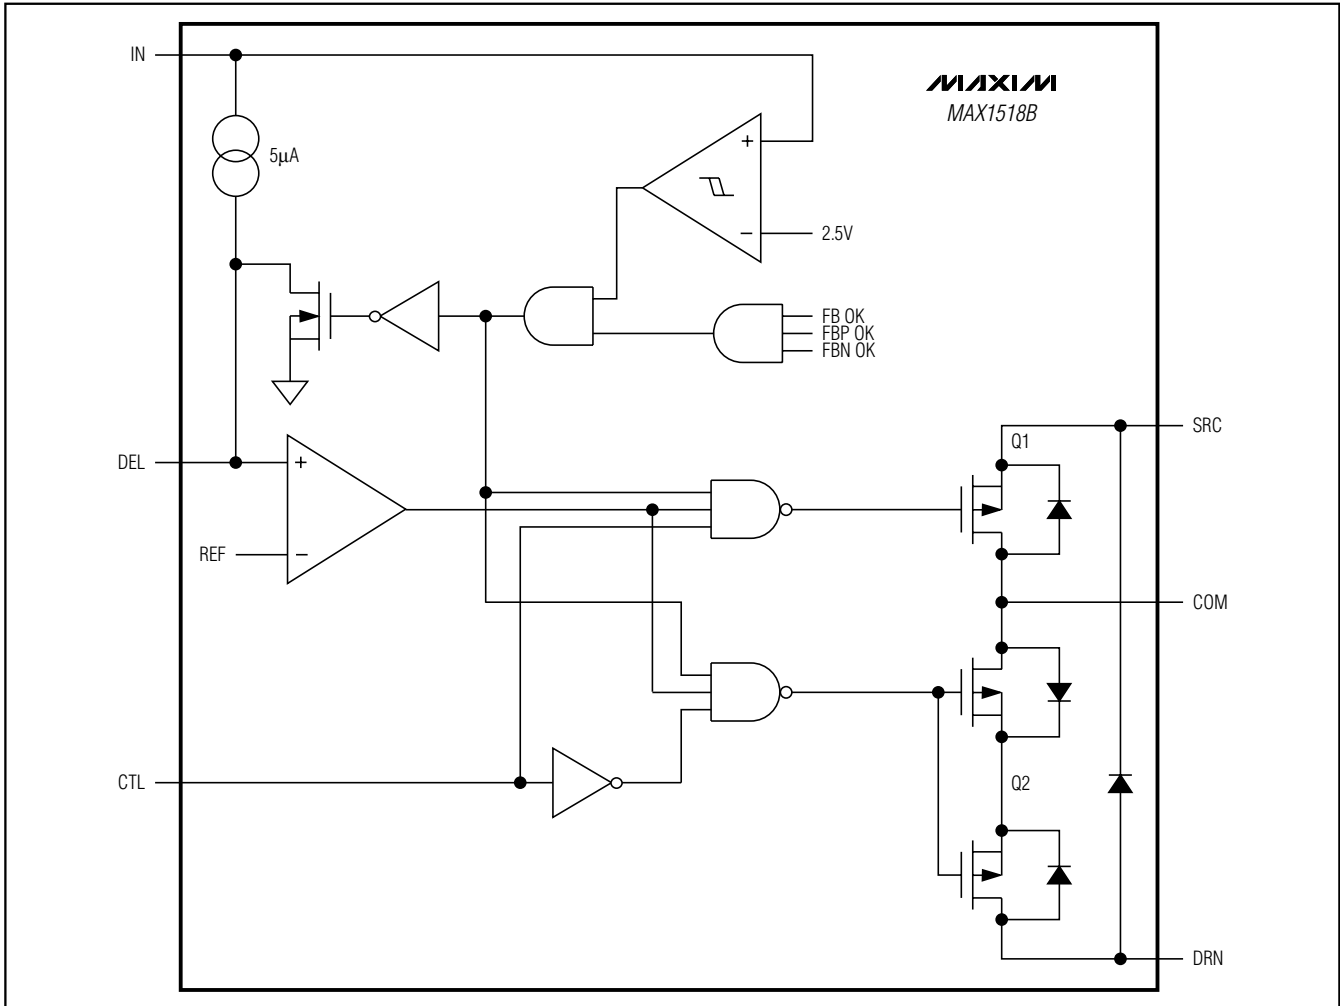 IN
MAXIM
MAX1518B
+
5µA
−
2.5V
FB OK
FBP OK
FBN OK
SRC
Q1
DEL
+
REF
−
COM
CTL
Q2
DRN